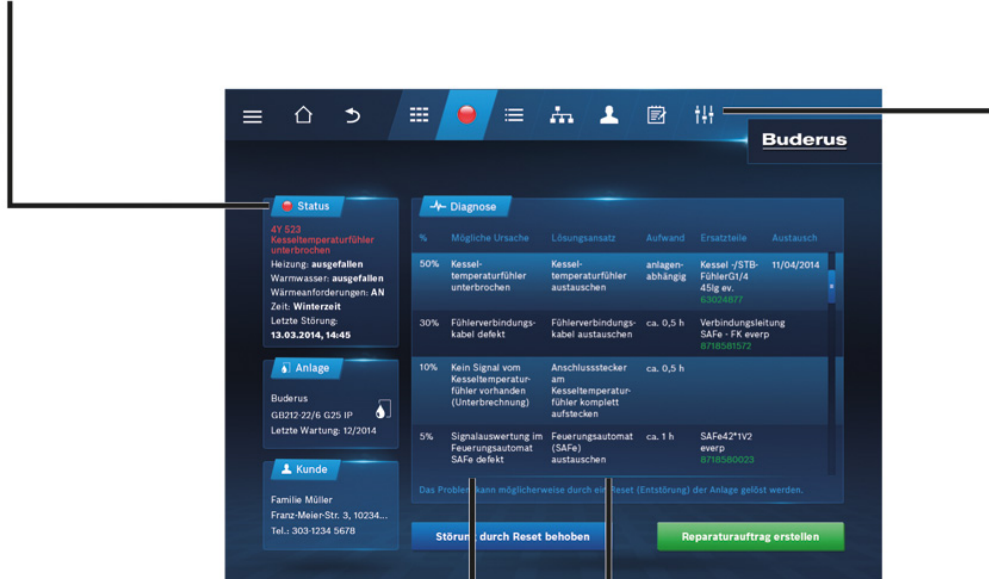 Buderus
Status
4Y 523
Kesseltemperaturfühler
unterbrochen
Heizung: ausgefallen
Warmwasser: ausgefallen
Wärmeanforderungen: AN
Zeit: Winterzeit
Letzte Störung:
13.03.2014, 14:45
Anlage
Buderus
GB212-22/6 G25 IP
Letzte Wartung: 12/2014
Kunde
Familie Müller
Franz-Meier-Str. 3, 10234...
Tel.: 303-1234 5678
Diagnose
% Mögliche Ursache Lösungsansatz Aufwand Ersatzteile Austausch
50% Kessel- Kessel- anlagen- Kessel -/STB- 11/04/2014
temperaturfühler temperaturfühler abhängig FühlerG1/4
unterbrochen austauschen 45lg ev.
63024877
30% Fühlerverbindungs- Fühlerverbindungs- ca. 0,5 h Verbindungsleitung
kabel defekt kabel austauschen SAFe - FK everp
8718581572
10% Kein Signal vom Anschlussstecker ca. 0,5 h
Kesseltemperatur- am
fühler vorhanden Kesseltemperatur-
(Unterbrechnung) fühler komplett
aufstecken
5% Signalauswertung im Feuerungsautomat ca. 1 h SAFe42*1V2
Feuerungsautomat (SAFe) everp
SAFe defekt austauschen 8718580023
Das Problem kann möglicherweise durch ein Reset (Entstörung) der Anlage gelöst werden.
Störung durch Reset behoben
Reparaturauftrag erstellen